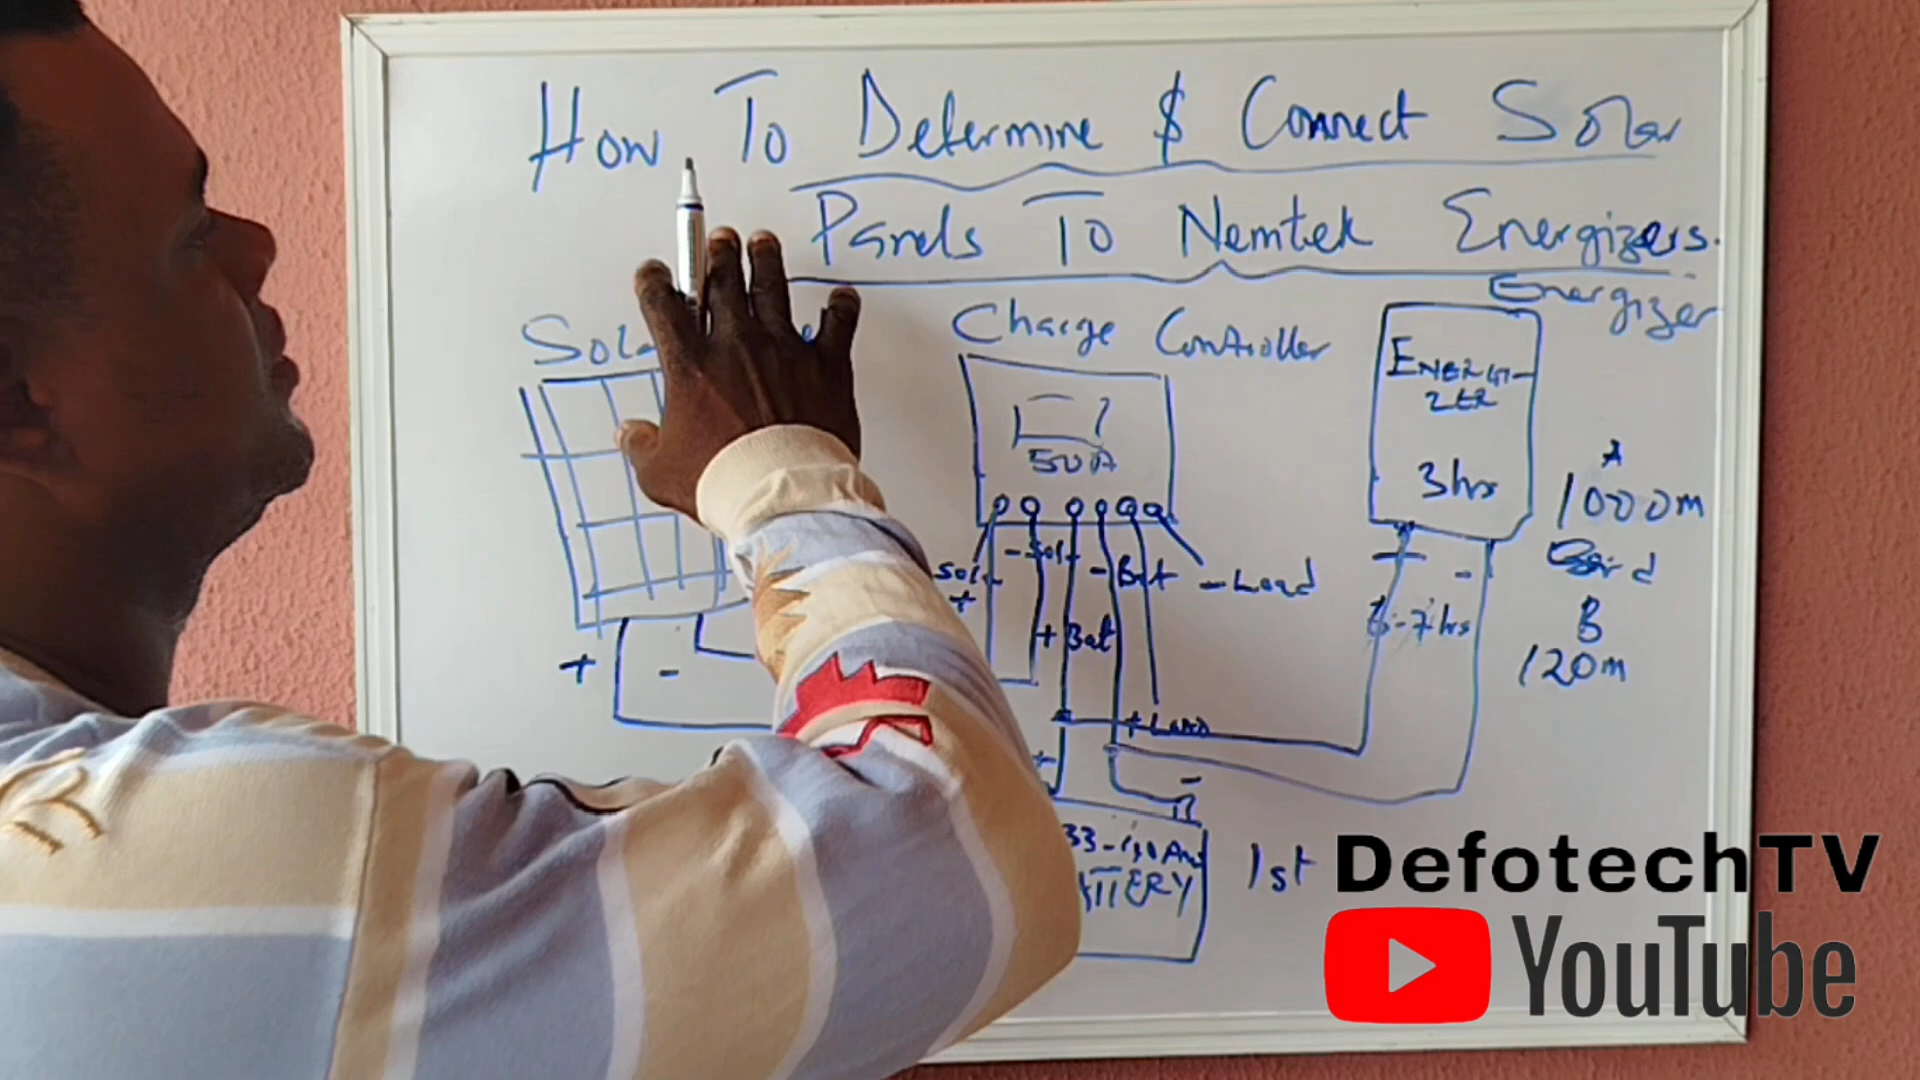 How To Determine $ Connect Solar
Panels To Nemtek Energizers.
Energizer
Charge Controller
ENERGI-
ZER
50A
3hrs
A
1000m
Sol
+
- Sol
- Bat
- Load
+ -
+ Bat
6-7hrs
B
120m
+ -
+ Load
+
-
1st
DefotechTV
YouTube